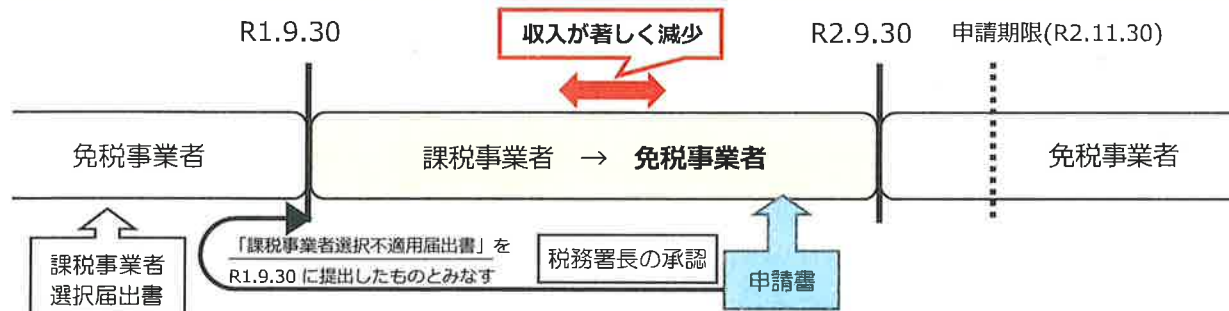 R1.9.30
収入が著しく減少
R2.9.30
申請期限(R2.11.30)
免税事業者
課税事業者 → 免税事業者
免税事業者
課税事業者
選択届出書
「課税事業者選択不適用届出書」を
R1.9.30 に提出したものとみなす
税務署長の承認
申請書